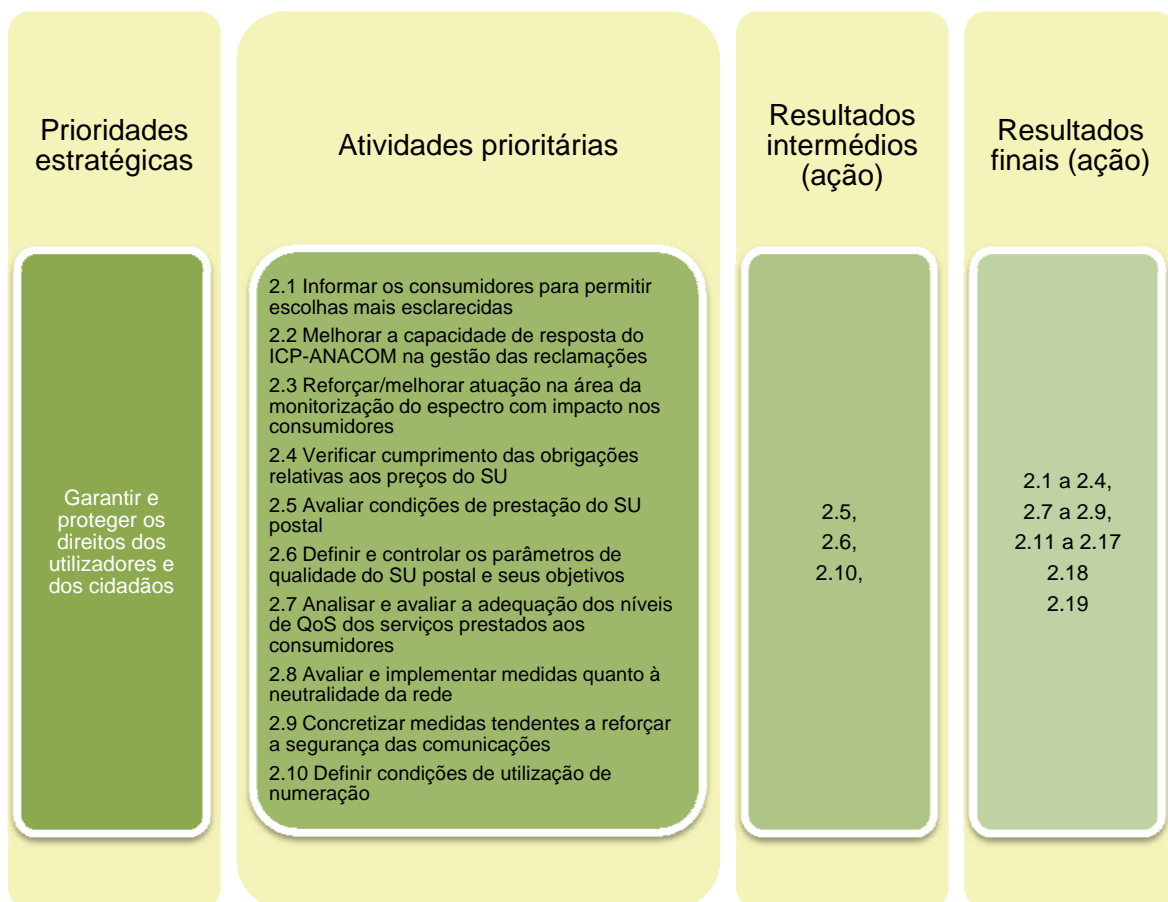 Prioridades
estratégicas
Atividades prioritárias
Resultados
intermédios
(ação)
Resultados
finais (ação)
Garantir e
proteger os
direitos dos
utilizadores e
dos cidadãos
2.1 Informar os consumidores para permitir
escolhas mais esclarecidas
2.2 Melhorar a capacidade de resposta do
ICP-ANACOM na gestão das reclamações
2.3 Reforçar/melhorar atuação na área da
monitorização do espectro com impacto nos
consumidores
2.4 Verificar cumprimento das obrigações
relativas aos preços do SU
2.5 Avaliar condições de prestação do SU
postal
2.6 Definir e controlar os parâmetros de
qualidade do SU postal e seus objetivos
2.7 Analisar e avaliar a adequação dos níveis
de QoS dos serviços prestados aos
consumidores
2.8 Avaliar e implementar medidas quanto à
neutralidade da rede
2.9 Concretizar medidas tendentes a reforçar
a segurança das comunicações
2.10 Definir condições de utilização de
numeração
2.5,
2.6,
2.10,
2.1 a 2.4,
2.7 a 2.9,
2.11 a 2.17
2.18
2.19